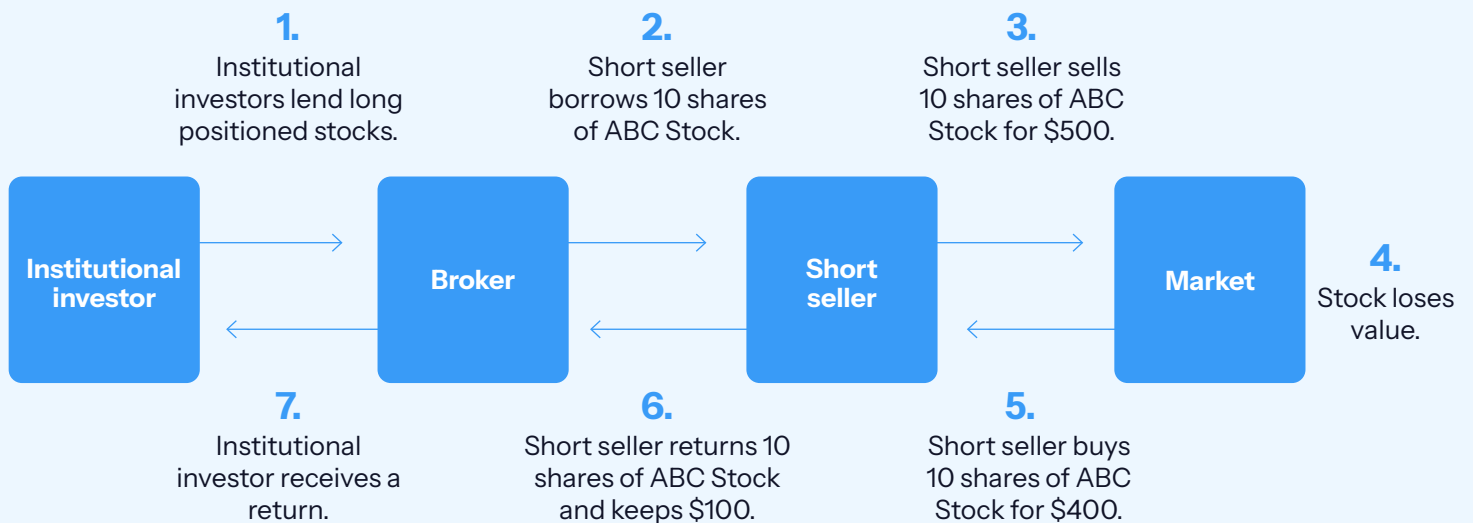 1.
Institutional
investors lend long
positioned stocks.
2.
Short seller
borrows 10 shares
of ABC Stock.
3.
Short seller sells
10 shares of ABC
Stock for $500.
Institutional
investor
Broker
Short
seller
Market
4.
Stock loses
value.
7.
Institutional
investor receives a
return.
6.
Short seller returns 10
shares of ABC Stock
and keeps $100.
5.
Short seller buys
10 shares of ABC
Stock for $400.